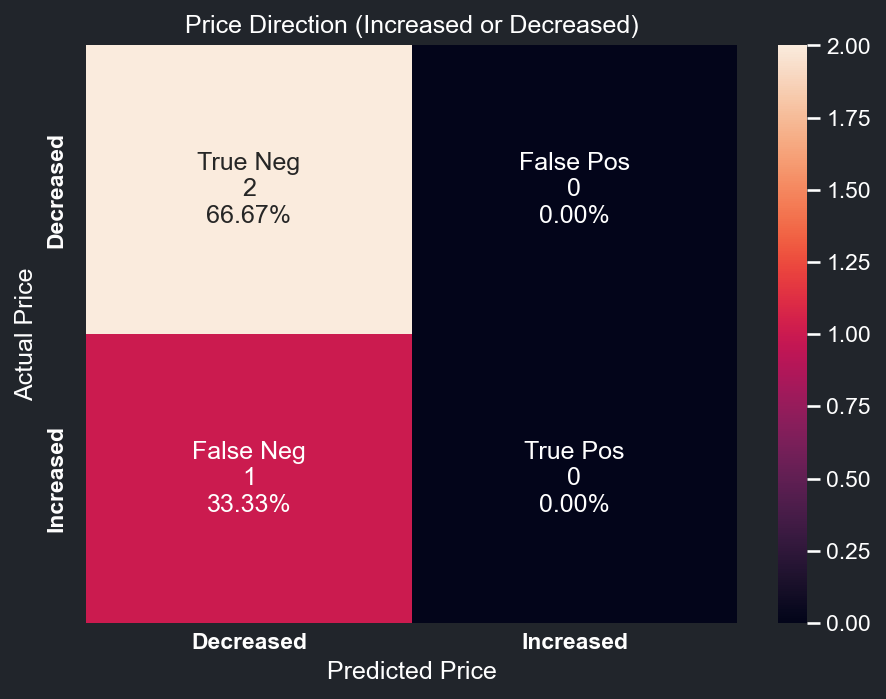 Price Direction (Increased or Decreased)
Actual Price
Decreased
Increased
True Neg
2
66.67%
False Pos
0
0.00%
False Neg
1
33.33%
True Pos
0
0.00%
Decreased
Increased
Predicted Price
2.00
1.75
1.50
1.25
1.00
0.75
0.50
0.25
0.00